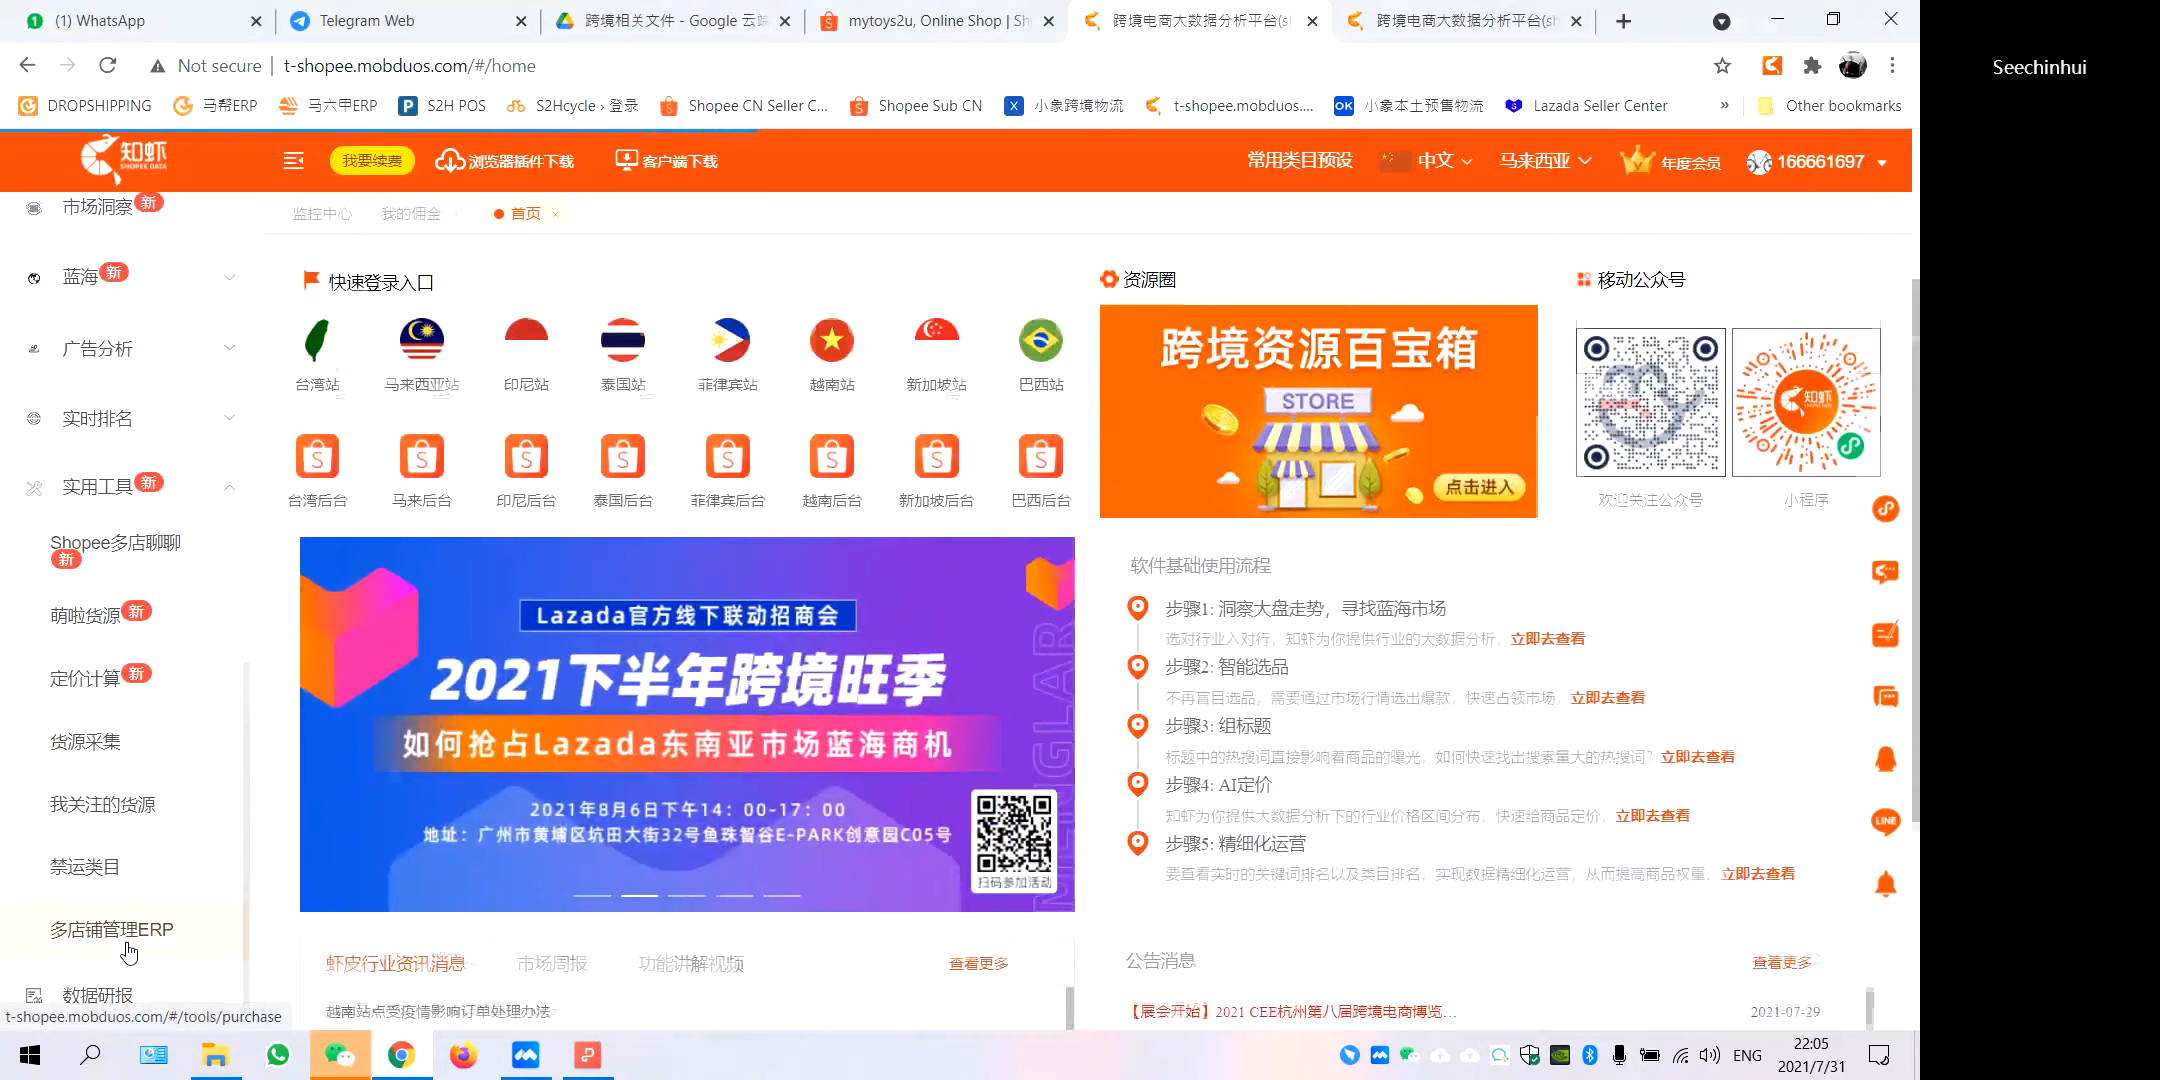 (1) WhatsApp
Telegram Web
跨境相关文件 - Google 云端
mytoys2u, Online Shop | Sh
跨境电商大数据分析平台(sh
跨境电商大数据分析平台(sh
Not secure
t-shopee.mobduos.com/#/home
Seechinhui
DROPSHIPPING
马帮ERP
马六甲ERP
S2H POS
S2Hcycle › 登录
Shopee CN Seller C...
Shopee Sub CN
小象跨境物流
t-shopee.mobduos....
OK
小象本土预售物流
Lazada Seller Center
»
Other bookmarks
知虾
SHOPEE DATA
我要续费
浏览器插件下载
客户端下载
常用类目预设
中文
马来西亚
年度会员
166661697
市场洞察
新
监控中心
我的佣金
首页
蓝海
新
广告分析
实时排名
实用工具
新
Shopee多店聊聊
新
萌啦货源
新
定价计算
新
货源采集
我关注的货源
禁运类目
多店铺管理ERP
数据研报
t-shopee.mobduos.com/#/tools/purchase
快速登录入口
台湾站
马来西亚站
印尼站
泰国站
菲律宾站
越南站
新加坡站
巴西站
台湾后台
马来后台
印尼后台
泰国后台
菲律宾后台
越南后台
新加坡后台
巴西后台
资源圈
跨境资源百宝箱
STORE
点击进入
移动公众号
知虾
欢迎关注公众号
小程序
Lazada官方线下联动招商会
2021下半年跨境旺季
如何抢占Lazada东南亚市场蓝海商机
2021年8月6日下午14：00-17：00
地址：广州市黄埔区坑田大街32号鱼珠智谷E-PARK创意园C05号
扫码参加活动
MENGLAR
软件基础使用流程
步骤1: 洞察大盘走势，寻找蓝海市场
选对行业入对行，知虾为你提供行业的大数据分析，立即去查看
步骤2: 智能选品
不再盲目选品，需要通过市场行情选出爆款，快速占领市场，立即去查看
步骤3: 组标题
标题中的热搜词直接影响着商品的曝光，如何快速找出搜索量大的热搜词？立即去查看
步骤4: AI定价
知虾为你提供大数据分析下的行业价格区间分布，快速给商品定价，立即去查看
步骤5: 精细化运营
要查看实时的关键词排名以及类目排名，实现数据精细化运营，从而提高商品权重，立即去查看
LINE
虾皮行业资讯消息
市场周报
功能讲解视频
查看更多
越南站点受疫情影响订单处理办法
公告消息
查看更多
【展会开始】2021 CEE杭州第八届跨境电商博览...
2021-07-29
ENG
22:05
2021/7/31